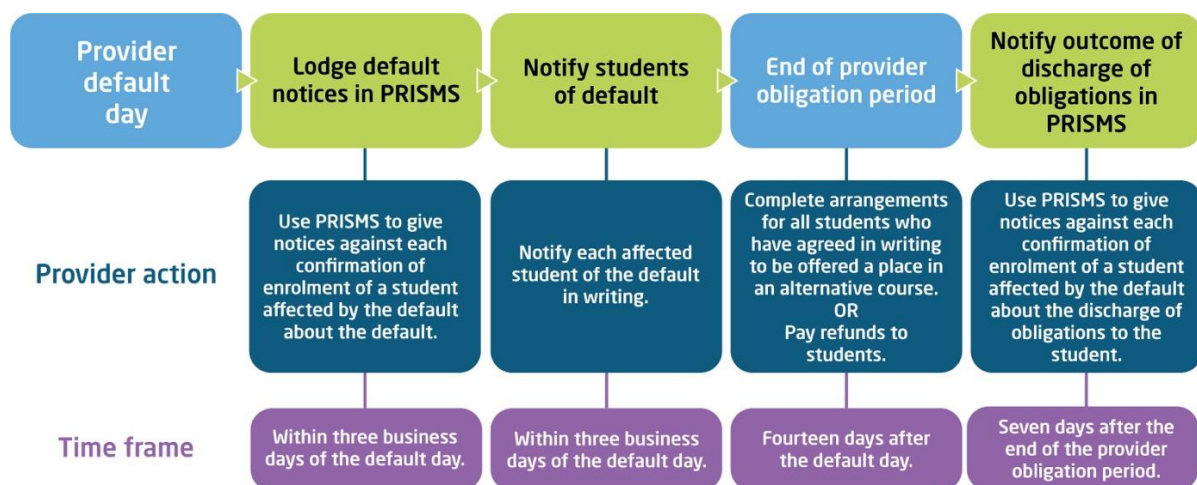 Provider
default
day
Lodge default
notices in PRISMS
Notify students
of default
End of provider
obligation period
Notify outcome of
discharge of
obligations in
PRISMS
Provider action
Use PRISMS to give
notices against each
confirmation of
enrolment of a student
affected by the default
about the default.
Notify each affected
student of the default
in writing.
Complete arrangements
for all students who
have agreed in writing
to be offered a place in
an alternative course.
OR
Pay refunds to
students.
Use PRISMS to give
notices against each
confirmation of
enrolment of a student
affected by the default
about the discharge of
obligations to the
student.
Time frame
Within three business
days of the default day.
Within three business
days of the default day.
Fourteen days after
the default day.
Seven days after the
end of the provider
obligation period.